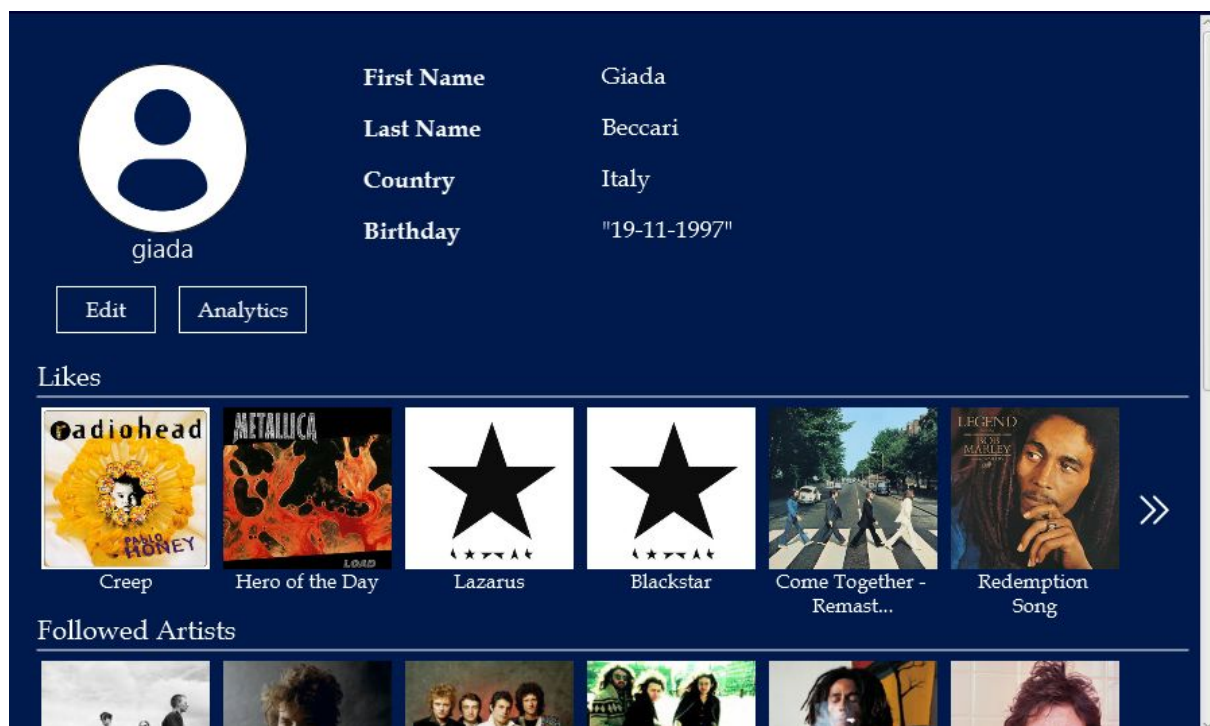 First Name Giada
Last Name Beccari
Country Italy
Birthday "19-11-1997"
giada
Edit Analytics
Likes
Radiohead
PABLO HONEY
METALLICA
LOAD
LEGEND
BOB MARLEY
Creep
Hero of the Day
Lazarus
Blackstar
Come Together -
Remast...
Redemption
Song
Followed Artists